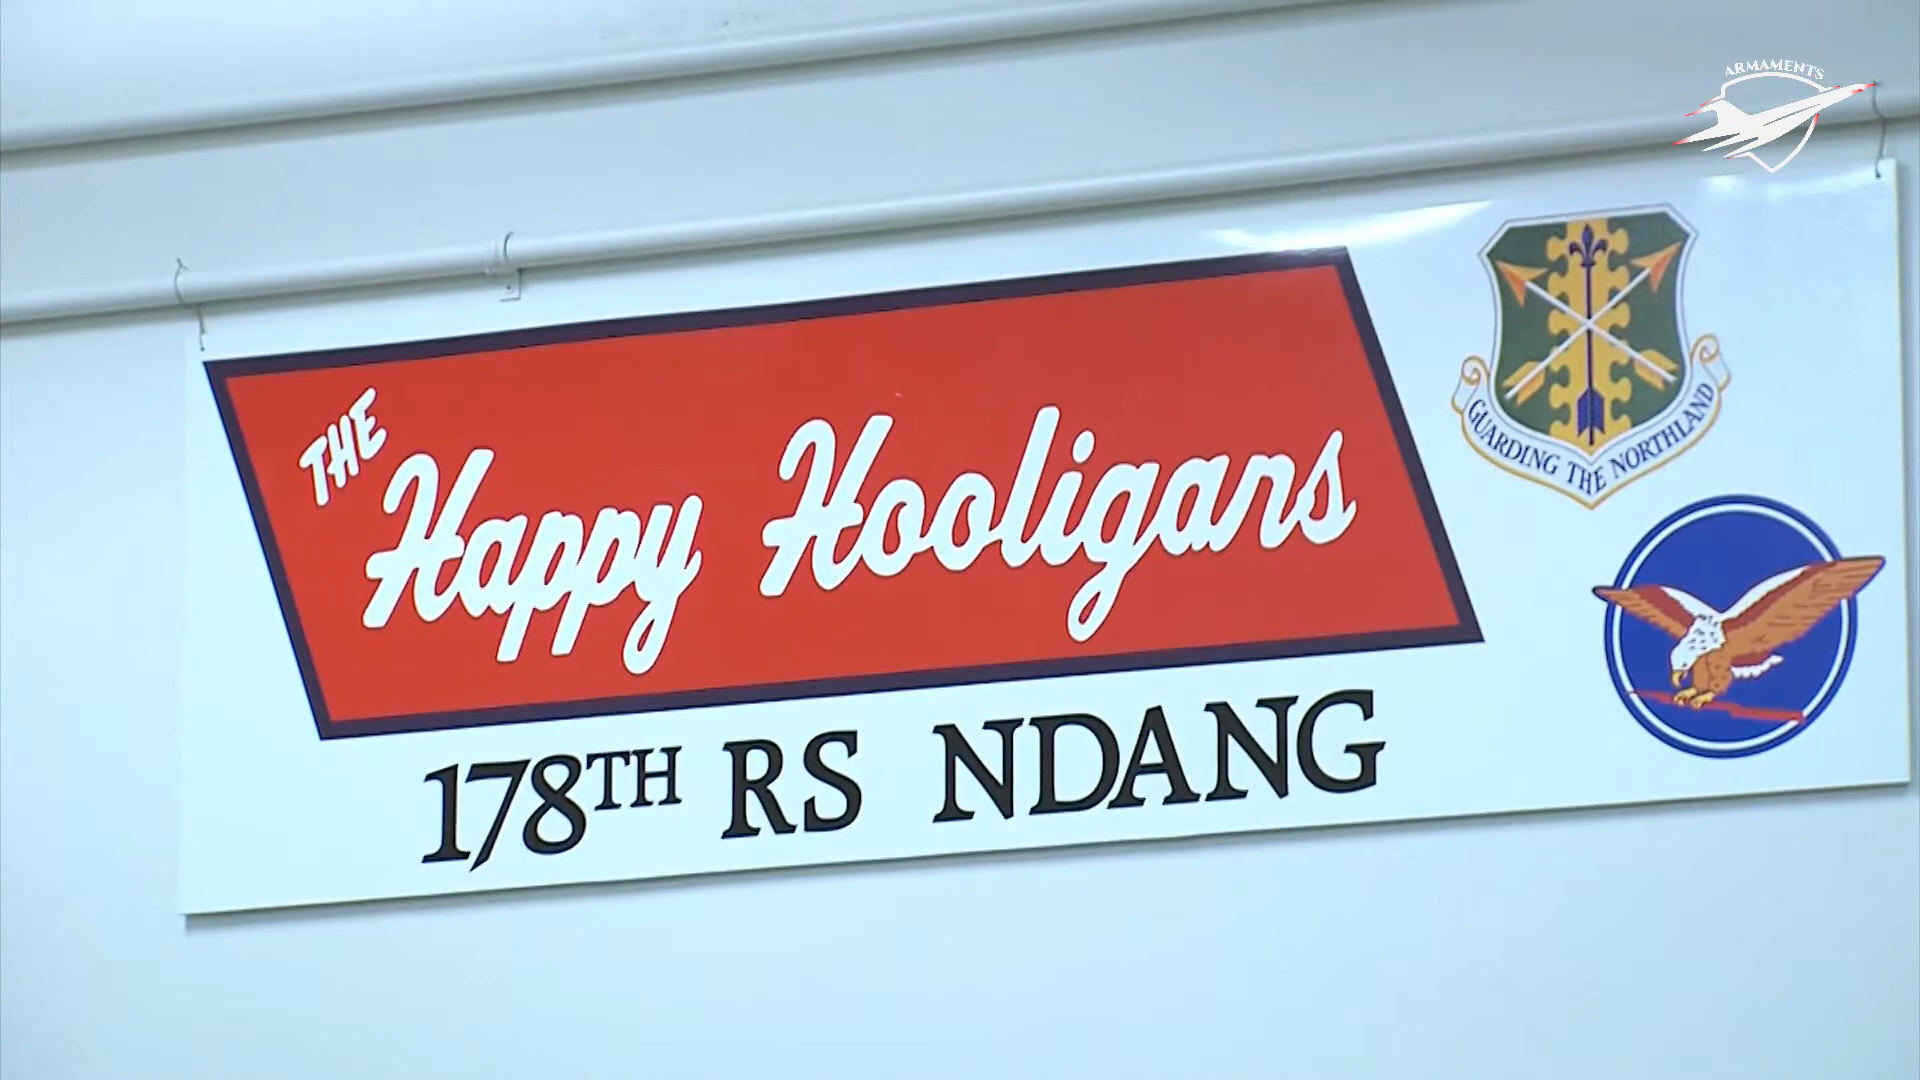 ARMAMENTS
THE
Happy Hooligans
178TH RS NDANG
GUARDING THE NORTHLAND